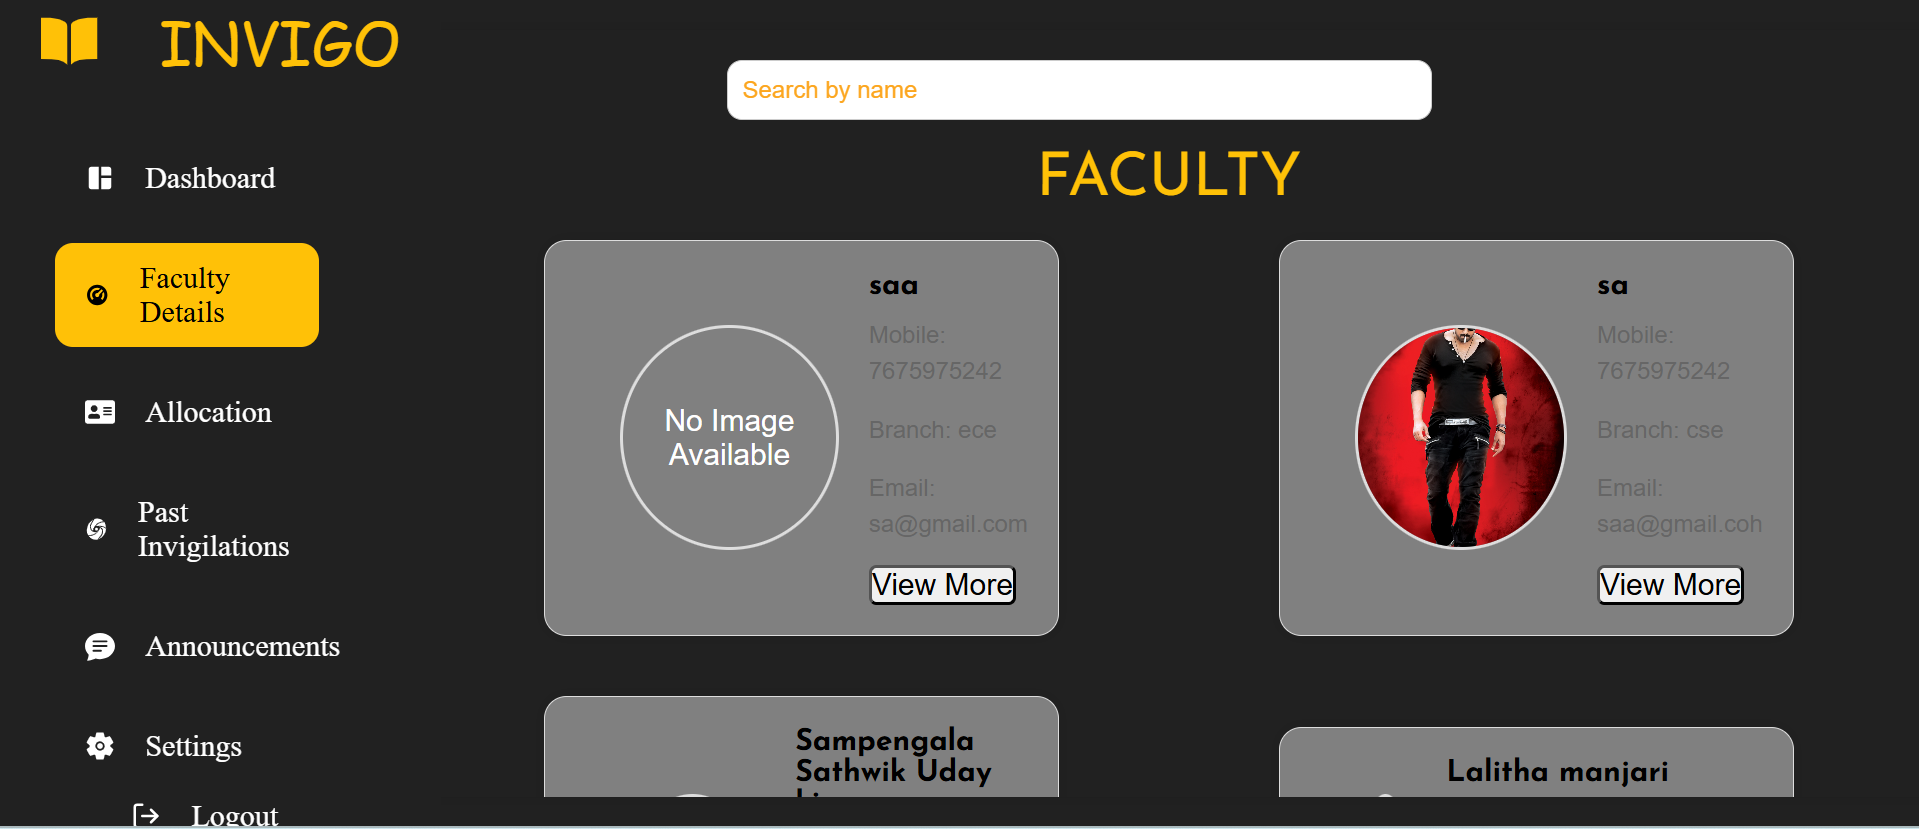 INVIGO
Search by name
FACULTY
Dashboard
Faculty
Details
Allocation
Past
Invigilations
Announcements
Settings
Logout
No Image
Available
saa
Mobile:
7675975242
Branch: ece
Email:
sa@gmail.com
View More
sa
Mobile:
7675975242
Branch: cse
Email:
saa@gmail.coh
View More
Sampengala
Sathwik Uday
Lalitha manjari